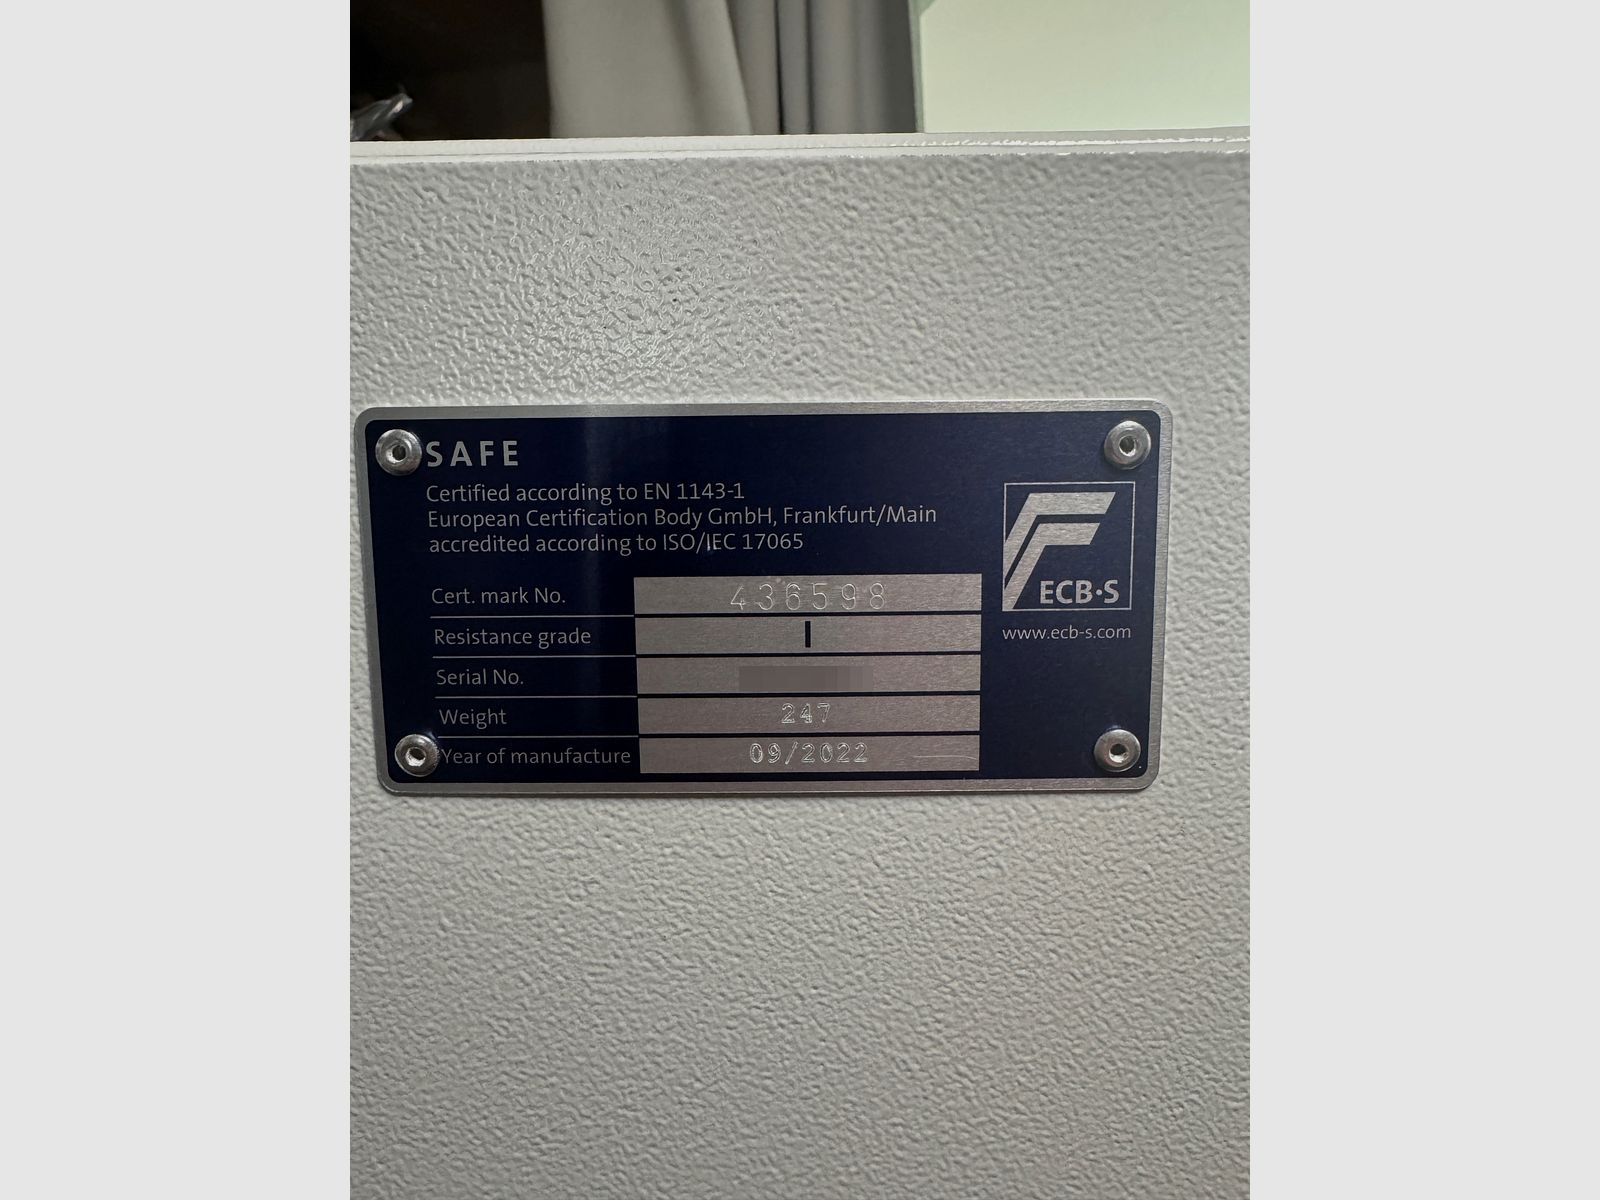 SAFE
Certified according to EN 1143-1
European Certification Body GmbH, Frankfurt/Main
accredited according to ISO/IEC 17065
ECB·S
www.ecb-s.com
Cert. mark No. 436598
Resistance grade I
Serial No.
Weight 247
Year of manufacture 09/2022